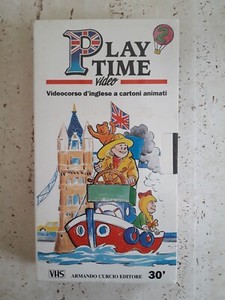 PLAY
TIME
video
Videocorso d'inglese a cartoni animati
VHS ARMANDO CURCIO EDITORE 30'